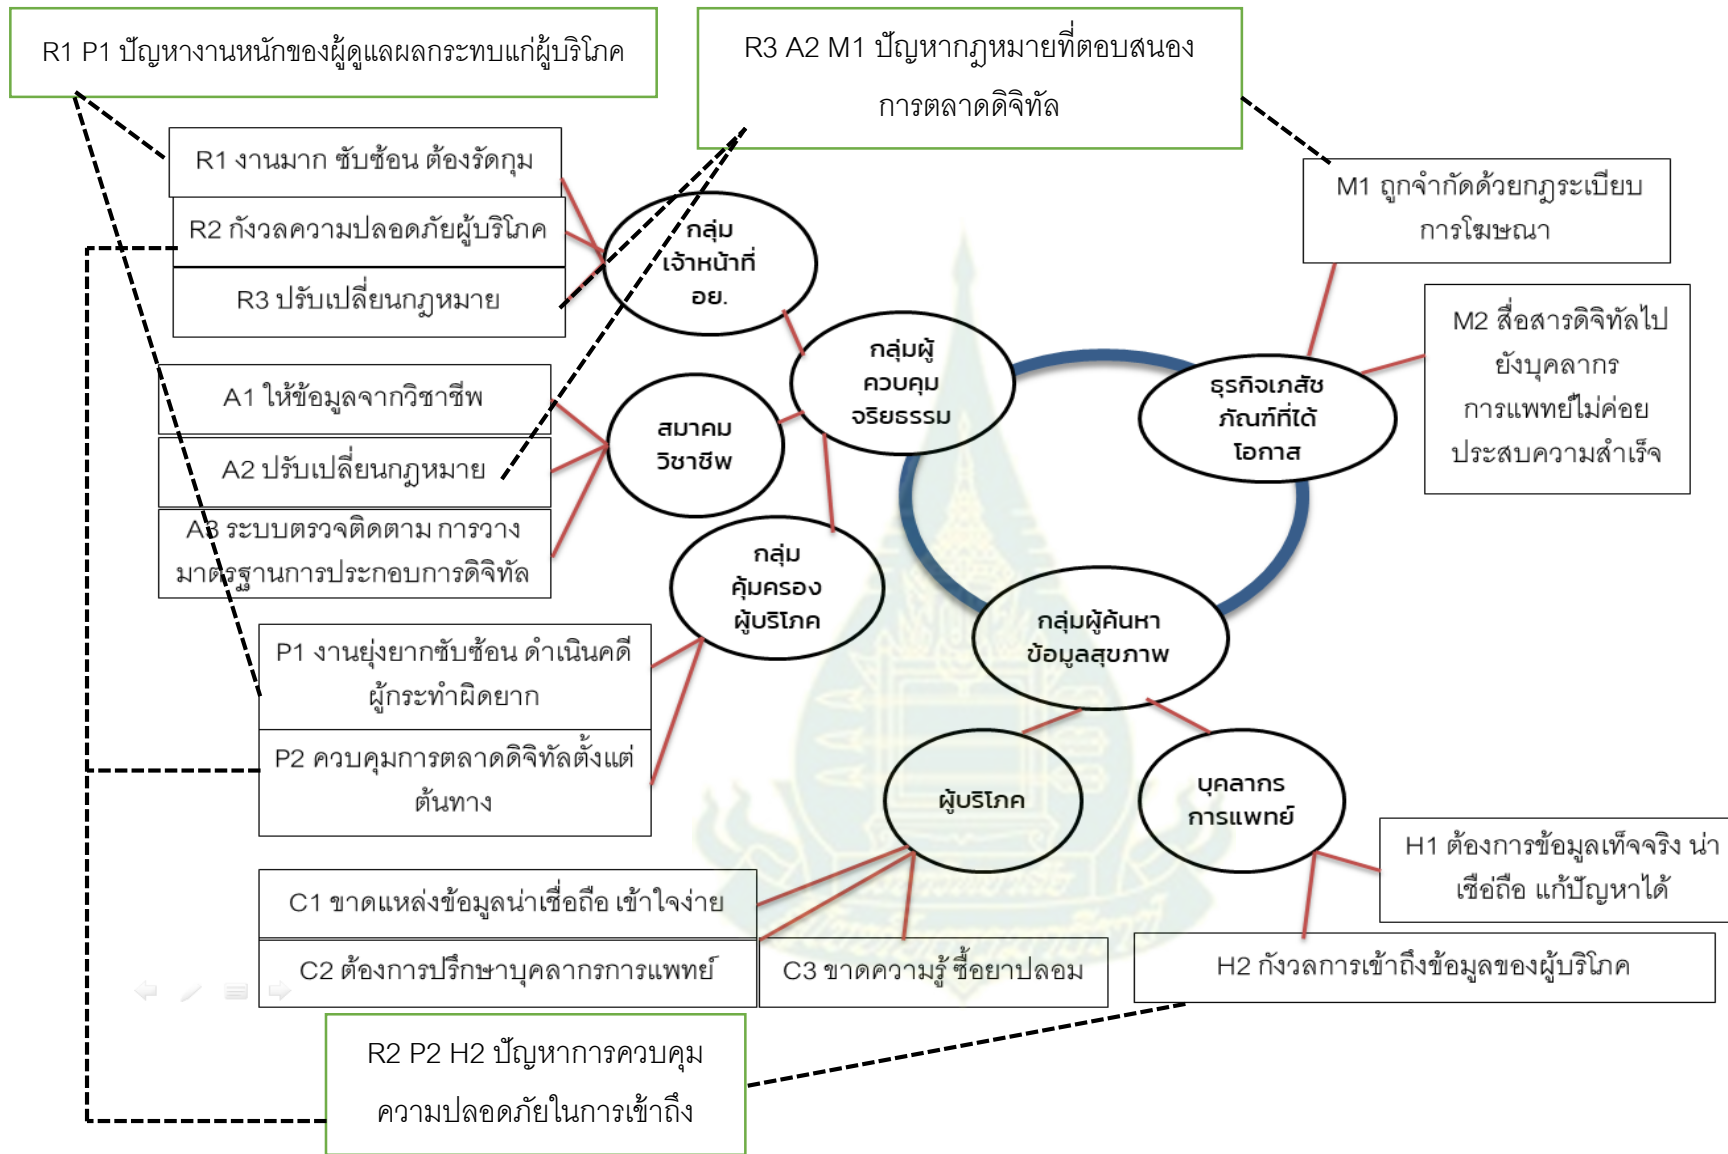 R1 P1 ปัญหางานหนักของผู้ดูแลผลกระทบแก่ผู้บริโภค
R3 A2 M1 ปัญหากฎหมายที่ตอบสนอง
การตลาดดิจิทัล
R1 งานมาก ซับซ้อน ต้องรัดกุม
R2 กังวลความปลอดภัยผู้บริโภค
R3 ปรับเปลี่ยนกฎหมาย
กลุ่ม
เจ้าหน้าที่
อย.
M1 ถูกจำกัดด้วยกฎระเบียบ
การโฆษณา
M2 สื่อสารดิจิทัลไป
ยังบุคลากร
การแพทย์ไม่ค่อย
ประสบความสำเร็จ
กลุ่มผู้
ควบคุม
จริยธรรม
ธุรกิจเภสัช
ภัณฑ์ที่ได้
โอกาส
A1 ให้ข้อมูลจากวิชาชีพ
A2 ปรับเปลี่ยนกฎหมาย
A3 ระบบตรวจติดตาม การวาง
มาตรฐานการประกอบการดิจิทัล
สมาคม
วิชาชีพ
กลุ่ม
คุ้มครอง
ผู้บริโภค
กลุ่มผู้ค้นหา
ข้อมูลสุขภาพ
P1 งานยุ่งยากซับซ้อน ดำเนินคดี
ผู้กระทำผิดยาก
P2 ควบคุมการตลาดดิจิทัลตั้งแต่
ต้นทาง
ผู้บริโภค
บุคลากร
การแพทย์
H1 ต้องการข้อมูลเท็จจริง น่า
เชื่อถือ แก้ปัญหาได้
C1 ขาดแหล่งข้อมูลน่าเชื่อถือ เข้าใจง่าย
C2 ต้องการปรึกษาบุคลากรการแพทย์
C3 ขาดความรู้ ซื้อยาปลอม
H2 กังวลการเข้าถึงข้อมูลของผู้บริโภค
R2 P2 H2 ปัญหาการควบคุม
ความปลอดภัยในการเข้าถึง